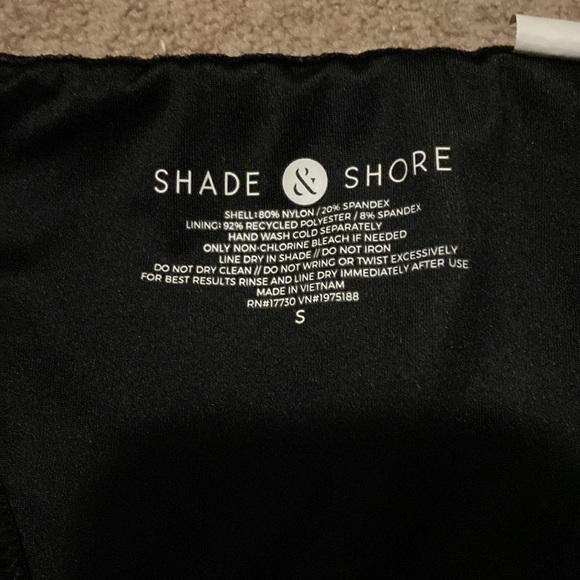 SHADE & SHORE
SHELL: 80% NYLON / 20% SPANDEX
LINING: 92% RECYCLED POLYESTER / 8% SPANDEX
HAND WASH COLD SEPARATELY
ONLY NON-CHLORINE BLEACH IF NEEDED
LINE DRY IN SHADE // DO NOT IRON
DO NOT DRY CLEAN // DO NOT WRING OR TWIST EXCESSIVELY
FOR BEST RESULTS RINSE AND LINE DRY IMMEDIATELY AFTER USE
MADE IN VIETNAM
RN#17730 VN#1975188
S